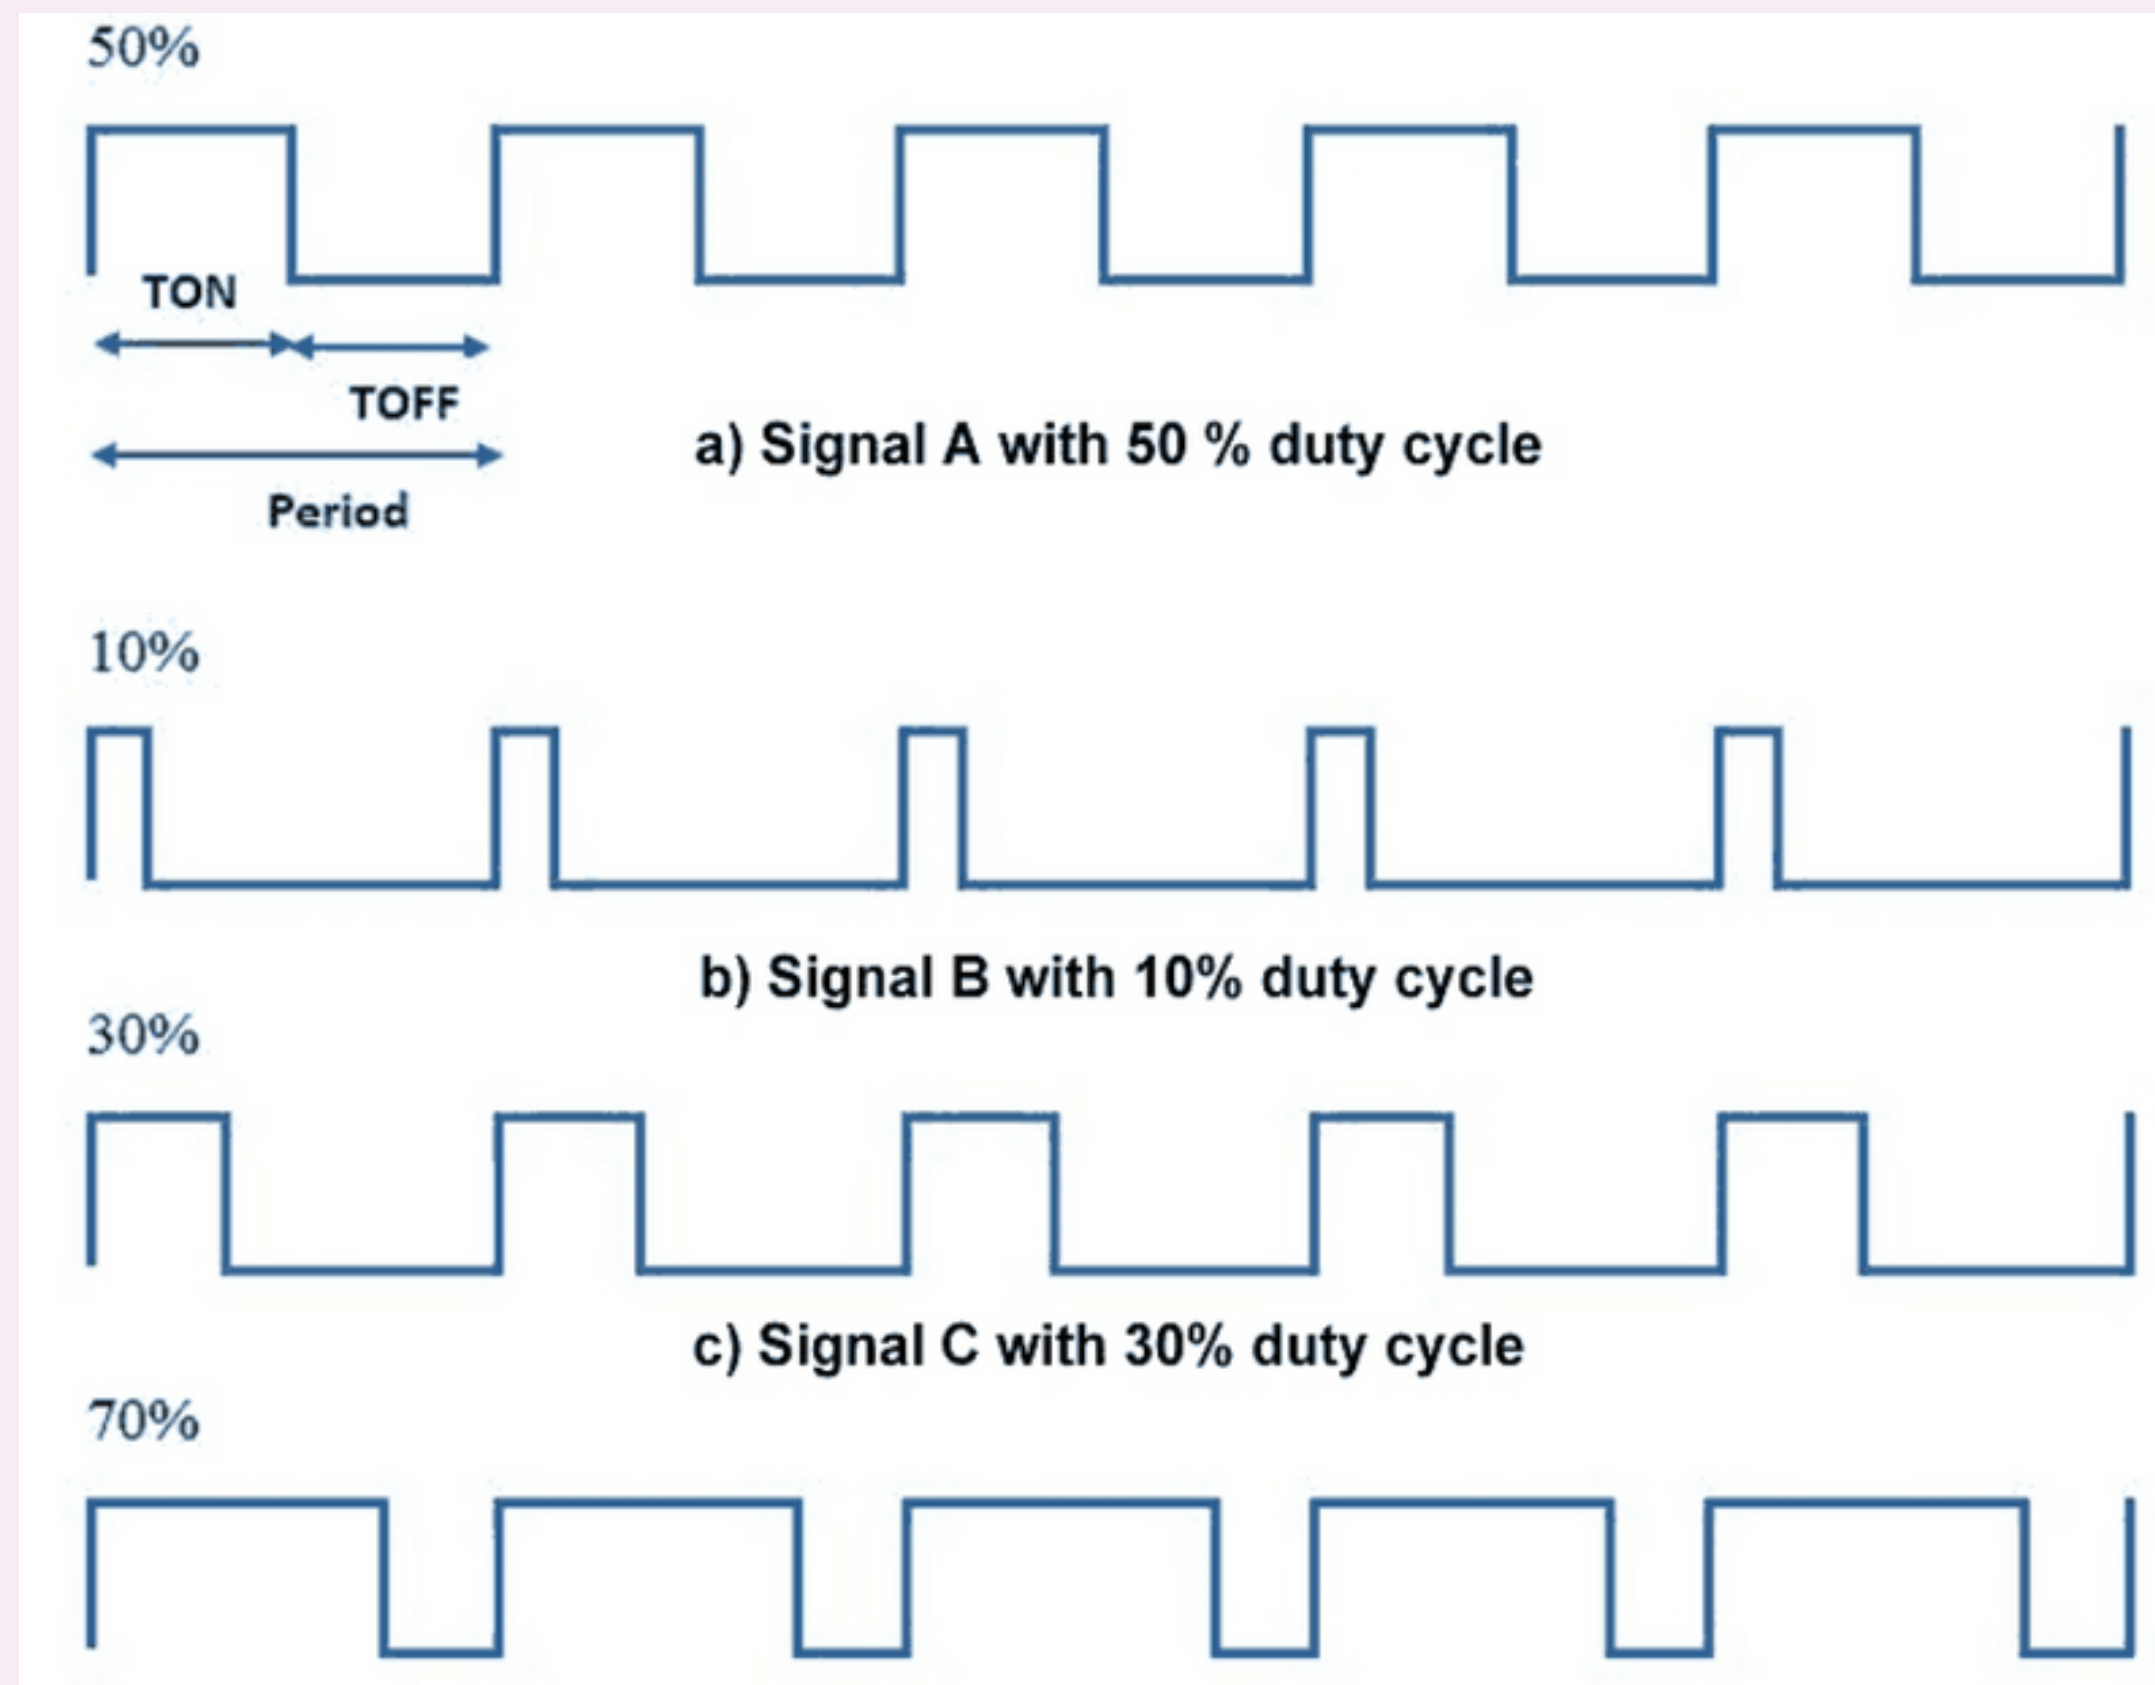 50%
TON
TOFF
a) Signal A with 50 % duty cycle
Period
10%
b) Signal B with 10% duty cycle
30%
c) Signal C with 30% duty cycle
70%